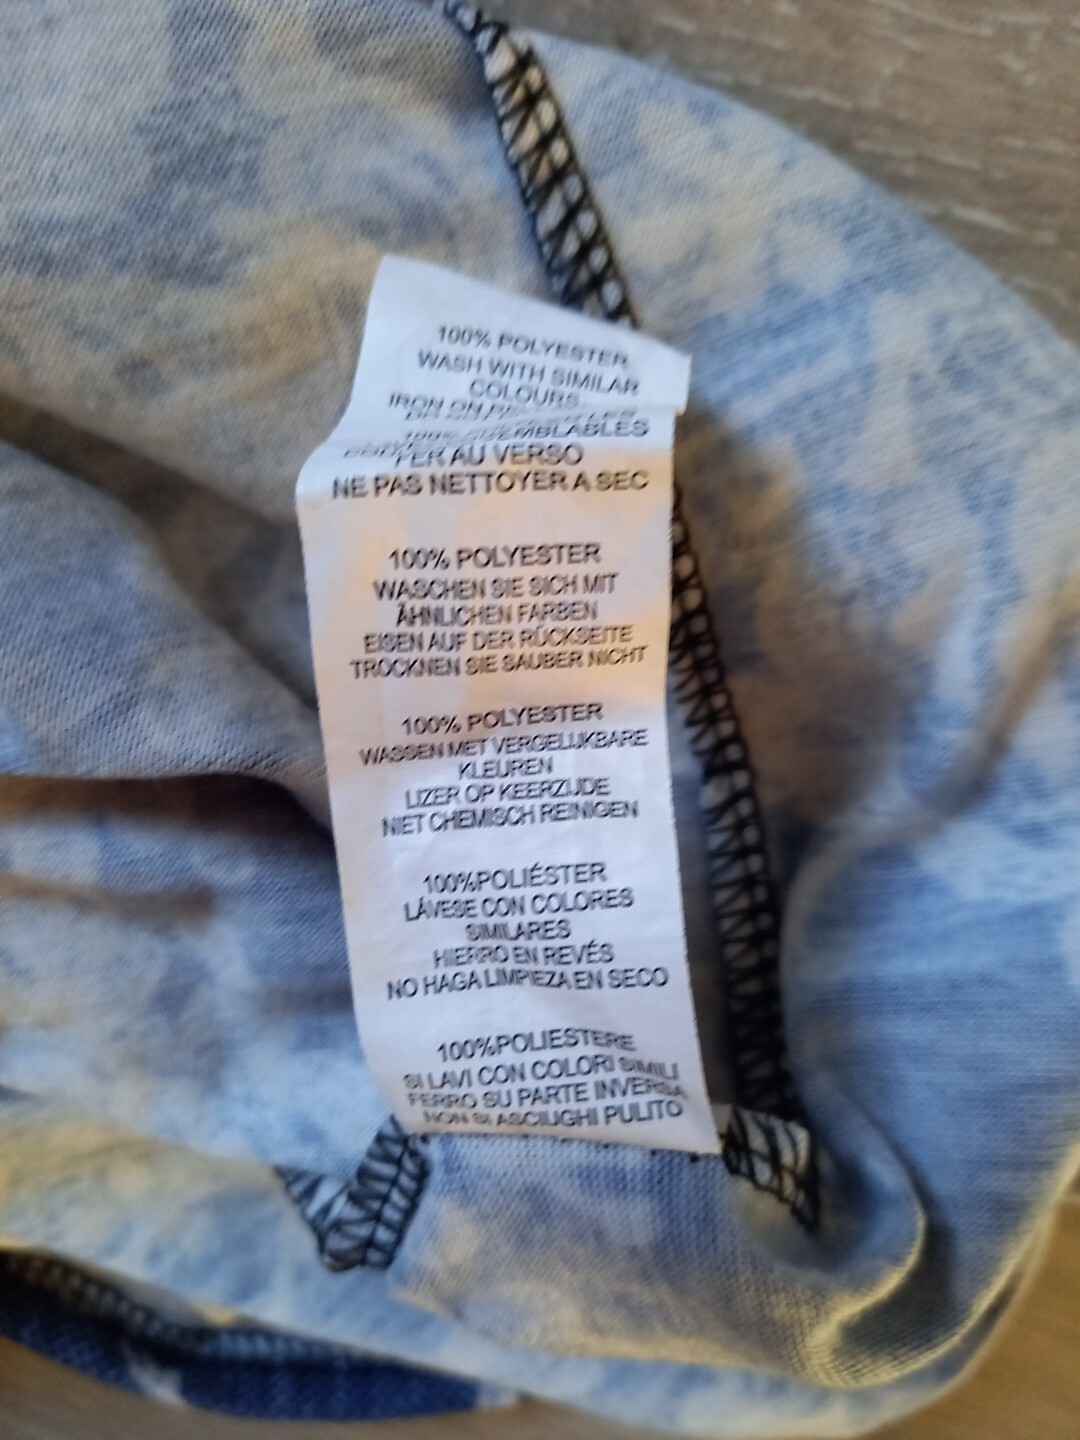 100% POLYESTER
WASH WITH SIMILAR
COLOURS.
IRON ON
FER AU VERSO
NE PAS NETTOYER A SEC
100% POLYESTER
WASCHEN SIE SICH MIT
ÄHNLICHEN FARBEN
EISEN AUF DER RÜCKSEITE
TROCKNEN SIE SAUBER NICHT
100% POLYESTER
WASSEN MET VERGELIJKBARE
KLEUREN
LIZER OP KEERZIJDE
NIET CHEMISCH REINIGEN
100%POLIÉSTER
LÁVESE CON COLORES
SIMILARES
HIERRO EN REVÉS
NO HAGA LIMPIEZA EN SECO
100%POLIESTERE
SI LAVI CON COLORI SIMILI
FERRO SU PARTE INVERSA
NON SI ASCIUGHI PULITO